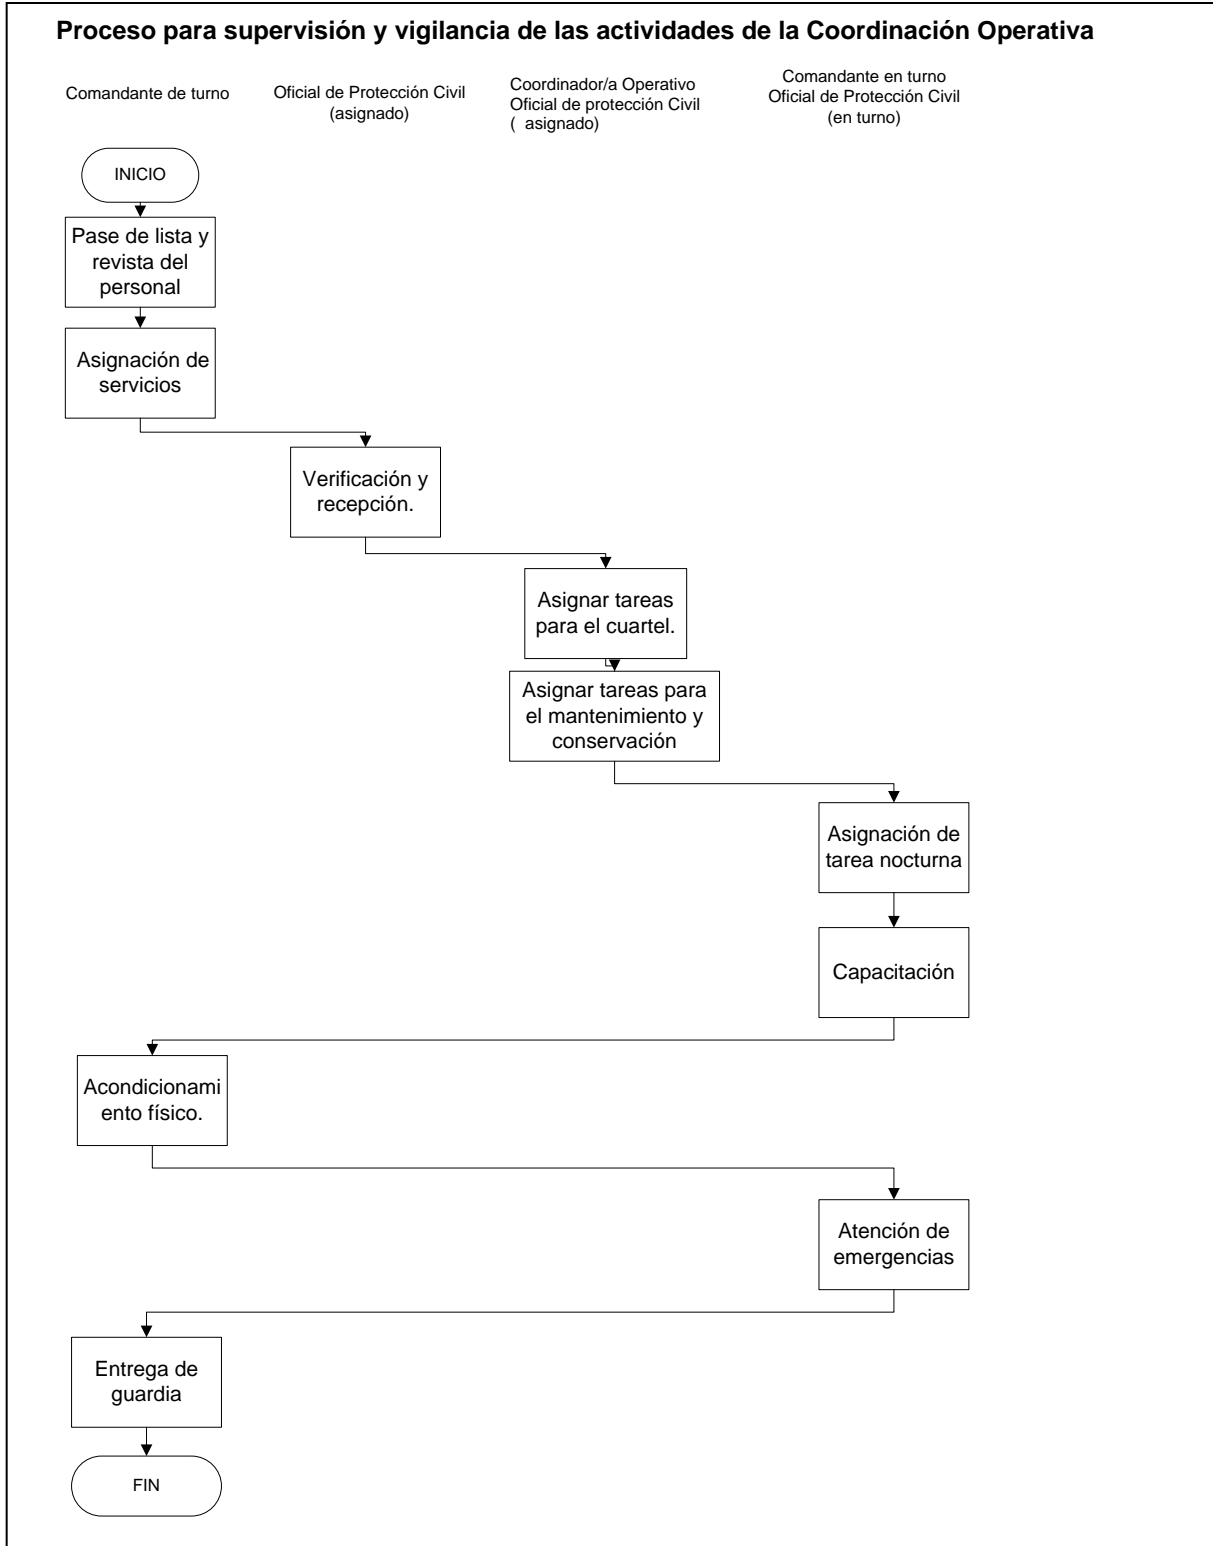 Proceso para supervisión y vigilancia de las actividades de la Coordinación Operativa
Comandante de turno
Oficial de Protección Civil
(asignado)
Coordinador/a Operativo
Oficial de protección Civil
( asignado)
Comandante en turno
Oficial de Protección Civil
(en turno)
INICIO
Pase de lista y
revista del
personal
Asignación de
servicios
Verificación y
recepción.
Asignar tareas
para el cuartel.
Asignar tareas para
el mantenimiento y
conservación
Asignación de
tarea nocturna
Capacitación
Acondicionami
ento físico.
Atención de
emergencias
Entrega de
guardia
FIN